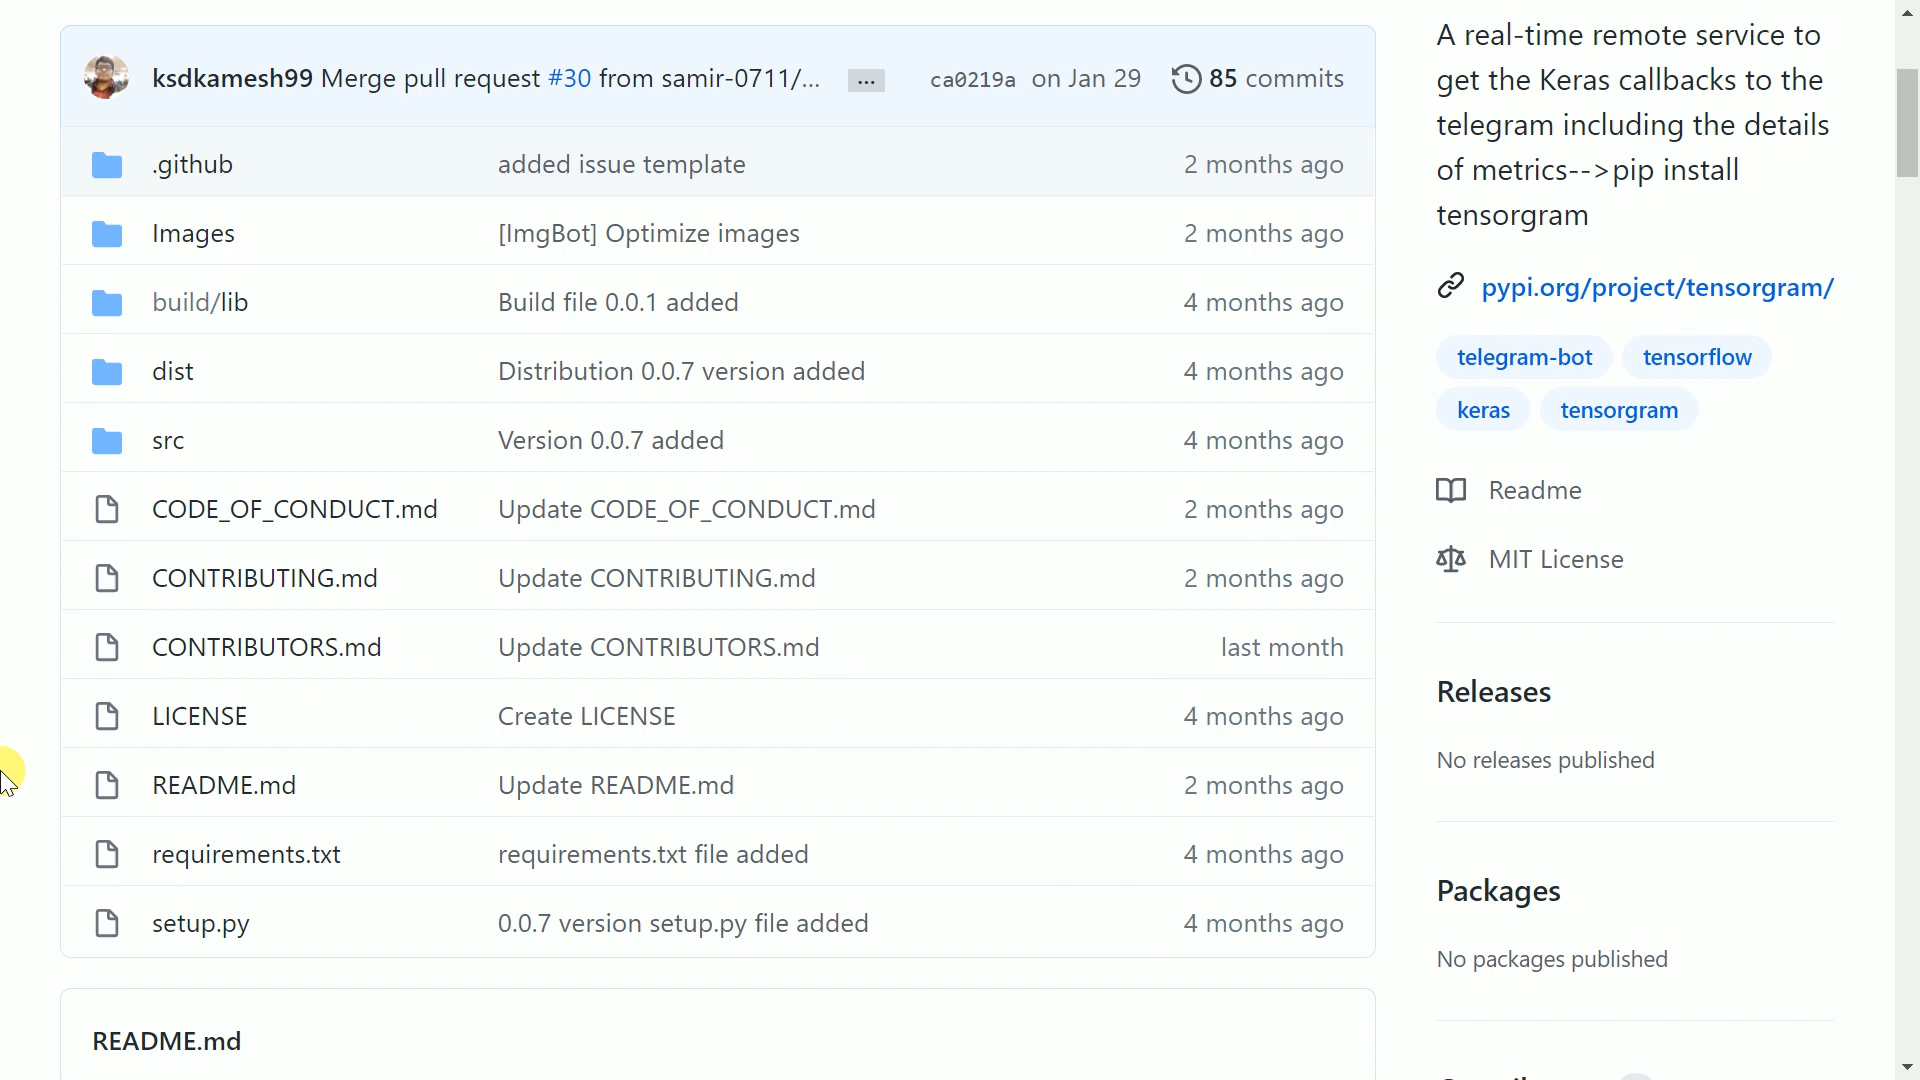 ksdkamesh99 Merge pull request #30 from samir-0711/... ... ca0219a on Jan 29 85 commits
.github added issue template 2 months ago
Images [ImgBot] Optimize images 2 months ago
build/lib Build file 0.0.1 added 4 months ago
dist Distribution 0.0.7 version added 4 months ago
src Version 0.0.7 added 4 months ago
CODE_OF_CONDUCT.md Update CODE_OF_CONDUCT.md 2 months ago
CONTRIBUTING.md Update CONTRIBUTING.md 2 months ago
CONTRIBUTORS.md Update CONTRIBUTORS.md last month
LICENSE Create LICENSE 4 months ago
README.md Update README.md 2 months ago
requirements.txt requirements.txt file added 4 months ago
setup.py 0.0.7 version setup.py file added 4 months ago
README.md
A real-time remote service to
get the Keras callbacks to the
telegram including the details
of metrics-->pip install
tensorgram
pypi.org/project/tensorgram/
telegram-bot tensorflow
keras tensorgram
Readme
MIT License
Releases
No releases published
Packages
No packages published